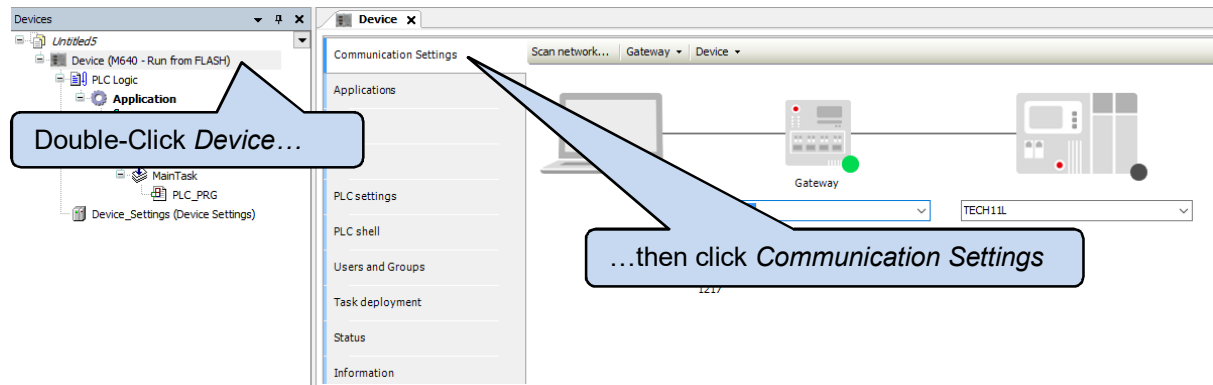 Devices
Untitled5
Device (M640 - Run from FLASH)
PLC Logic
Application
MainTask
PLC_PRG
Device_Settings (Device Settings)
Double-Click Device…
Device
Communication Settings
Applications
PLC settings
PLC shell
Users and Groups
Task deployment
Status
Information
Scan network...
Gateway
Device
Gateway
TECH11L
…then click Communication Settings
1217